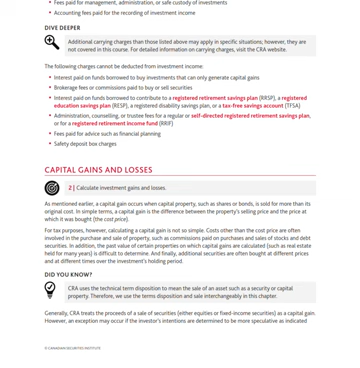 • Fees paid for management, administration, or safe custody of investments
• Accounting fees paid for the recording of investment income
DIVE DEEPER
Additional carrying charges than those listed above may apply in specific situations; however, they are
not covered in this course. For detailed information on carrying charges, visit the CRA website.
The following charges cannot be deducted from investment income:
• Interest paid on funds borrowed to buy investments that can only generate capital gains
• Brokerage fees or commissions paid to buy or sell securities
• Interest paid on funds borrowed to contribute to a registered retirement savings plan (RRSP), a registered
education savings plan (RESP), a registered disability savings plan, or a tax-free savings account (TFSA)
• Administration, counselling, or trustee fees for a regular or self-directed registered retirement savings plan,
or for a registered retirement income fund (RRIF)
• Fees paid for advice such as financial planning
• Safety deposit box charges
CAPITAL GAINS AND LOSSES
2 | Calculate investment gains and losses.
As mentioned earlier, a capital gain occurs when capital property, such as shares or bonds, is sold for more than its
original cost. In simple terms, a capital gain is the difference between the property's selling price and the price at
which it was bought (the cost price).
For tax purposes, however, calculating a capital gain is not so simple. Costs other than the cost price are often
involved in the purchase and sale of property, such as commissions paid on purchases and sales of stocks and debt
securities. In addition, the past value of certain properties on which capital gains are calculated (such as real estate
held for many years) is difficult to determine. And finally, additional securities are often bought at different prices
and at different times over the investment's holding period.
DID YOU KNOW?
CRA uses the technical term disposition to mean the sale of an asset such as a security or capital
property. Therefore, we use the terms disposition and sale interchangeably in this chapter.
Generally, CRA treats the proceeds of a sale of securities (either equities or fixed-income securities) as a capital gain.
However, an exception may occur if the investor's intentions are determined to be more speculative as indicated
© CANADIAN SECURITIES INSTITUTE